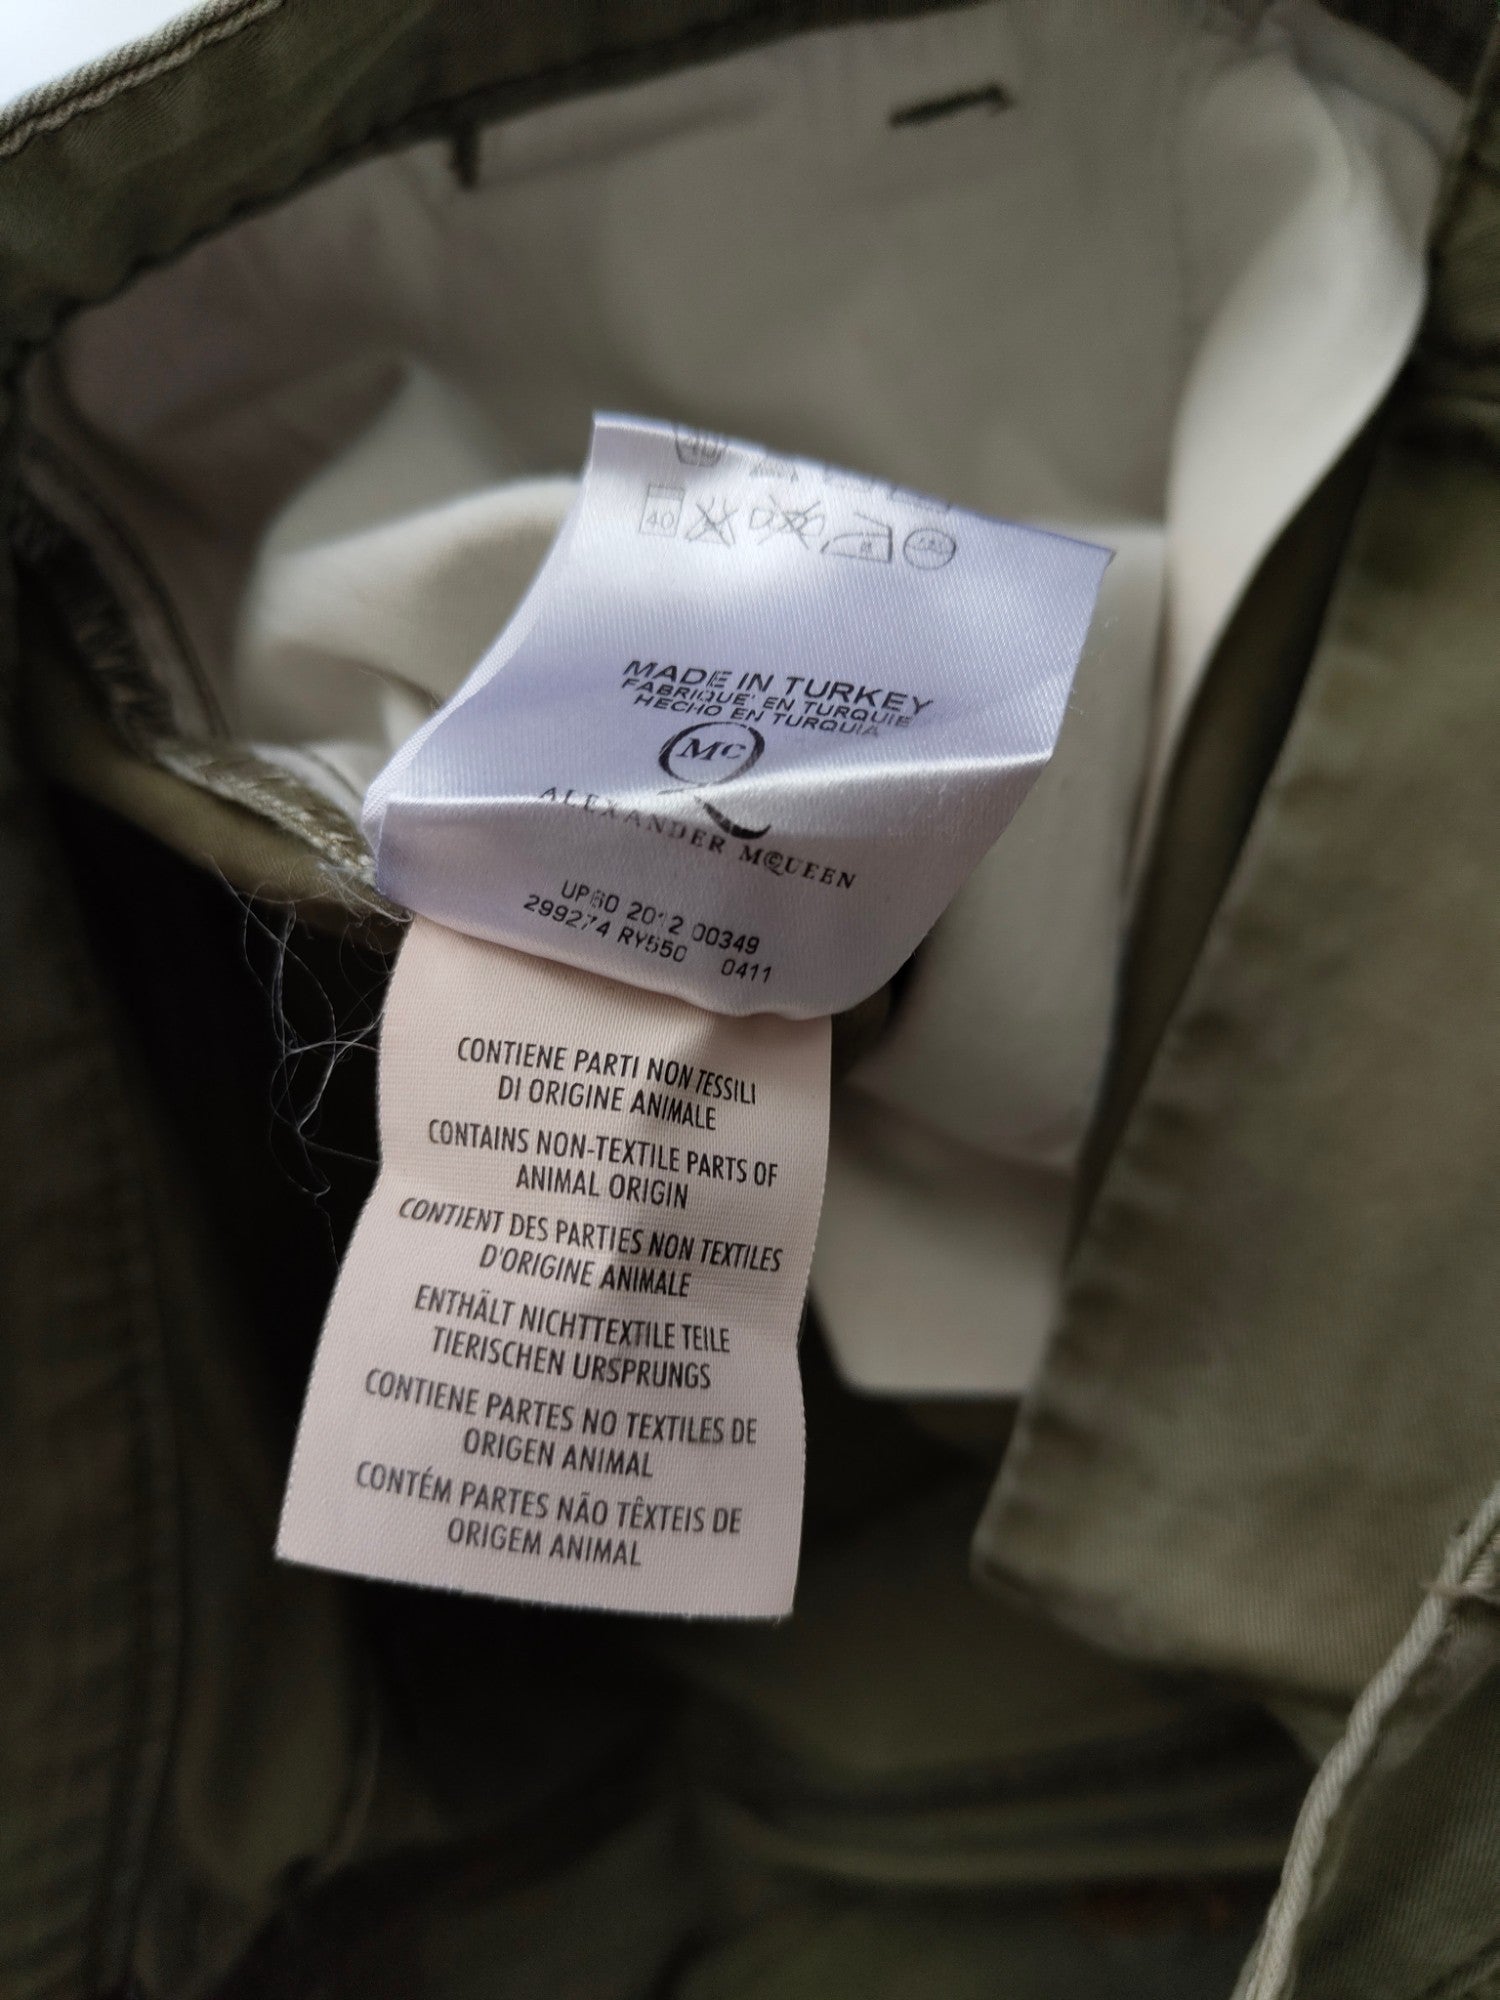 40
MADE IN TURKEY
FABRIQUE' EN TURQUIE
HECHO EN TURQUIA
McQ
ALEXANDER MCQUEEN
2012 00349
299274 RY550 0411
CONTIENE PARTI NON TESSILI
DI ORIGINE ANIMALE
CONTAINS NON-TEXTILE PARTS OF
ANIMAL ORIGIN
CONTIENT DES PARTIES NON TEXTILES
D'ORIGINE ANIMALE
ENTHÄLT NICHTTEXTILE TEILE
TIERISCHEN URSPRUNGS
CONTIENE PARTES NO TEXTILES DE
ORIGEN ANIMAL
CONTÉM PARTES NÃO TÊXTEIS DE
ORIGEM ANIMAL